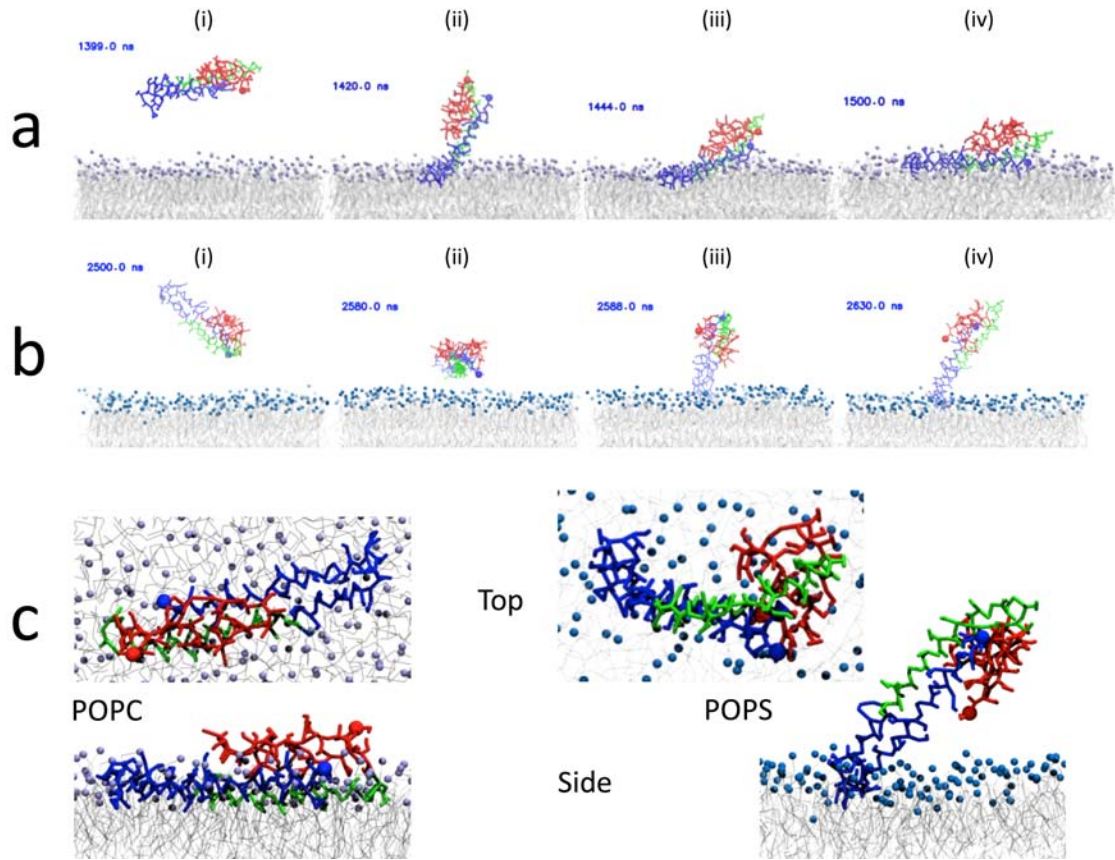 (i) (ii) (iii) (iv)
a
1399.0 ns 1420.0 ns 1444.0 ns 1500.0 ns
(i) (ii) (iii) (iv)
b
2500.0 ns 2580.0 ns 2588.0 ns 2630.0 ns
c
Top
POPC
POPS
Side